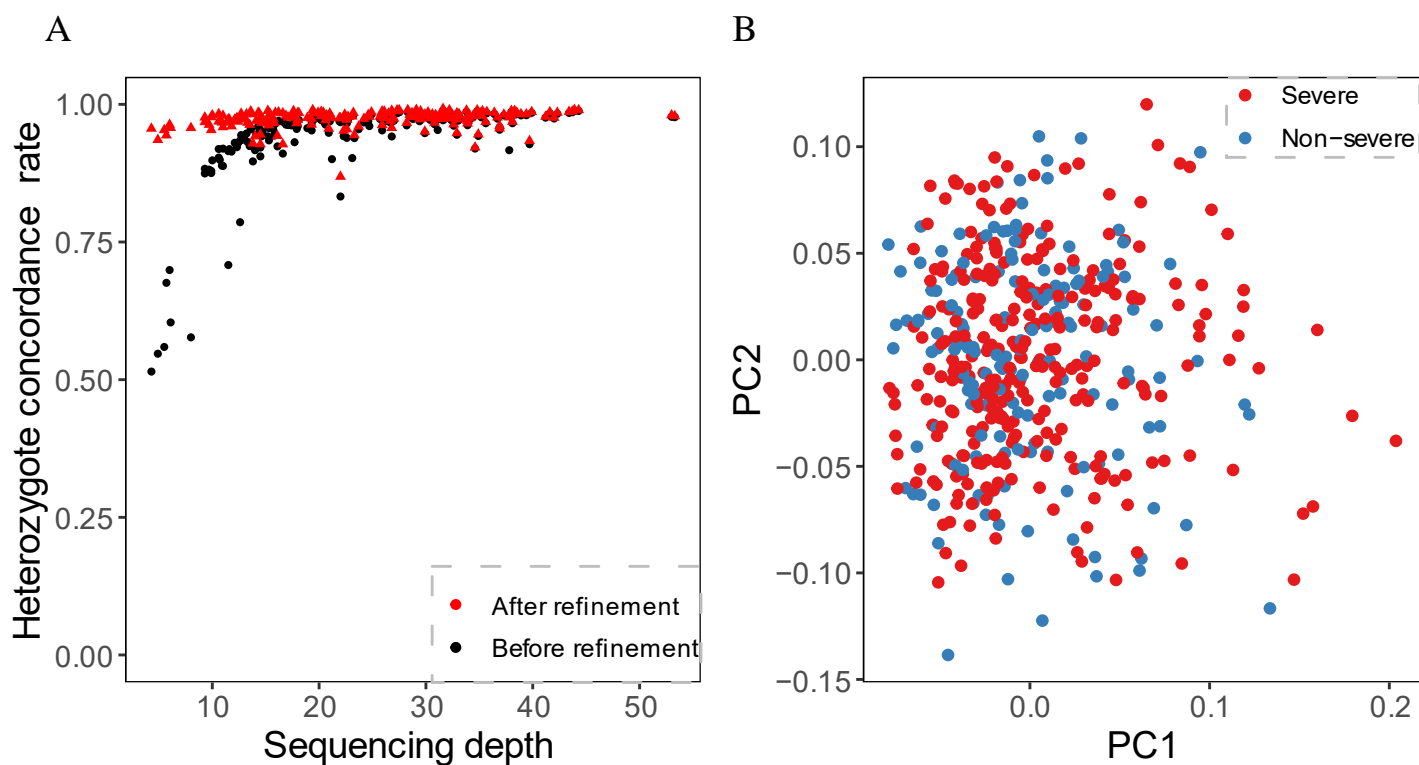 A
Heterozygote concordance rate
1.00
0.75
0.50
0.25
0.00
After refinement
Before refinement
10 20 30 40 50
Sequencing depth
B
Severe
Non−severe
PC2
0.10
0.05
0.00
−0.05
−0.10
−0.15
0.0 0.1 0.2
PC1